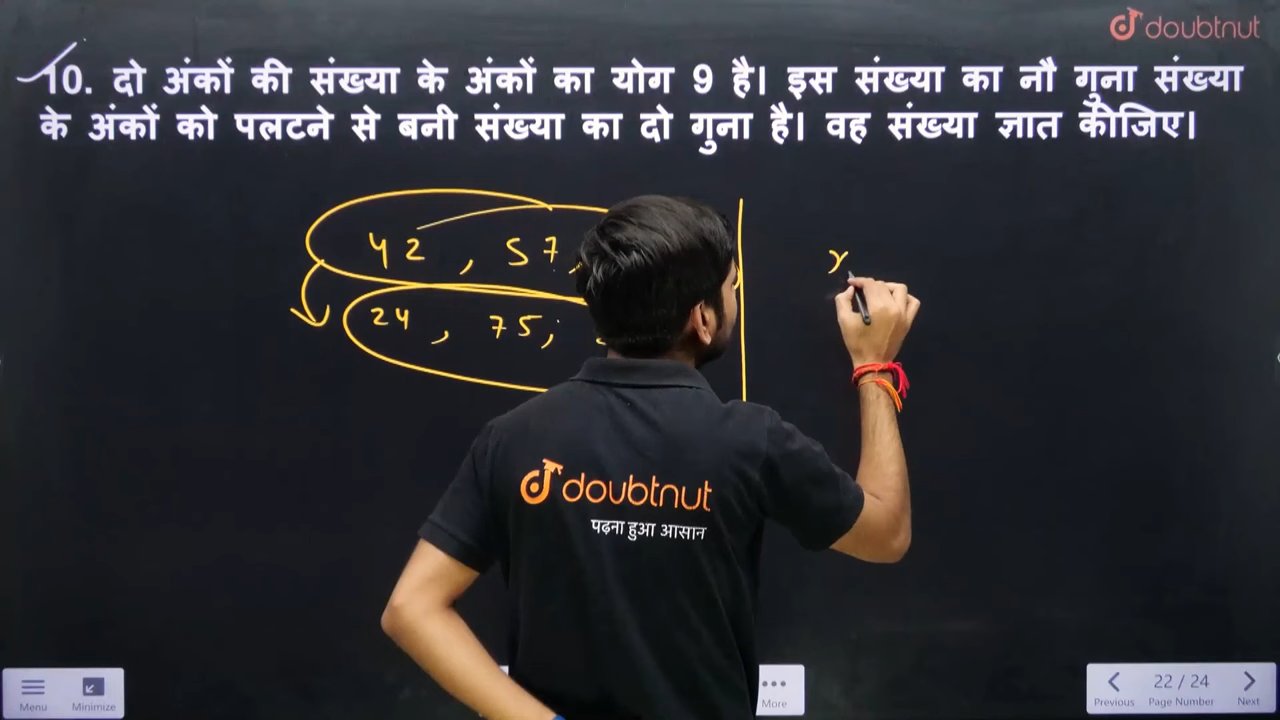 doubtnut
10. दो अंकों की संख्या के अंकों का योग 9 है। इस संख्या का नौ गुना संख्या
के अंकों को पलटने से बनी संख्या का दो गुना है। वह संख्या ज्ञात कीजिए।
42 , 57,
24 , 75;
x
doubtnut
पढ़ना हुआ आसान
Menu
Minimize
More
Previous
22 / 24
Page Number
Next